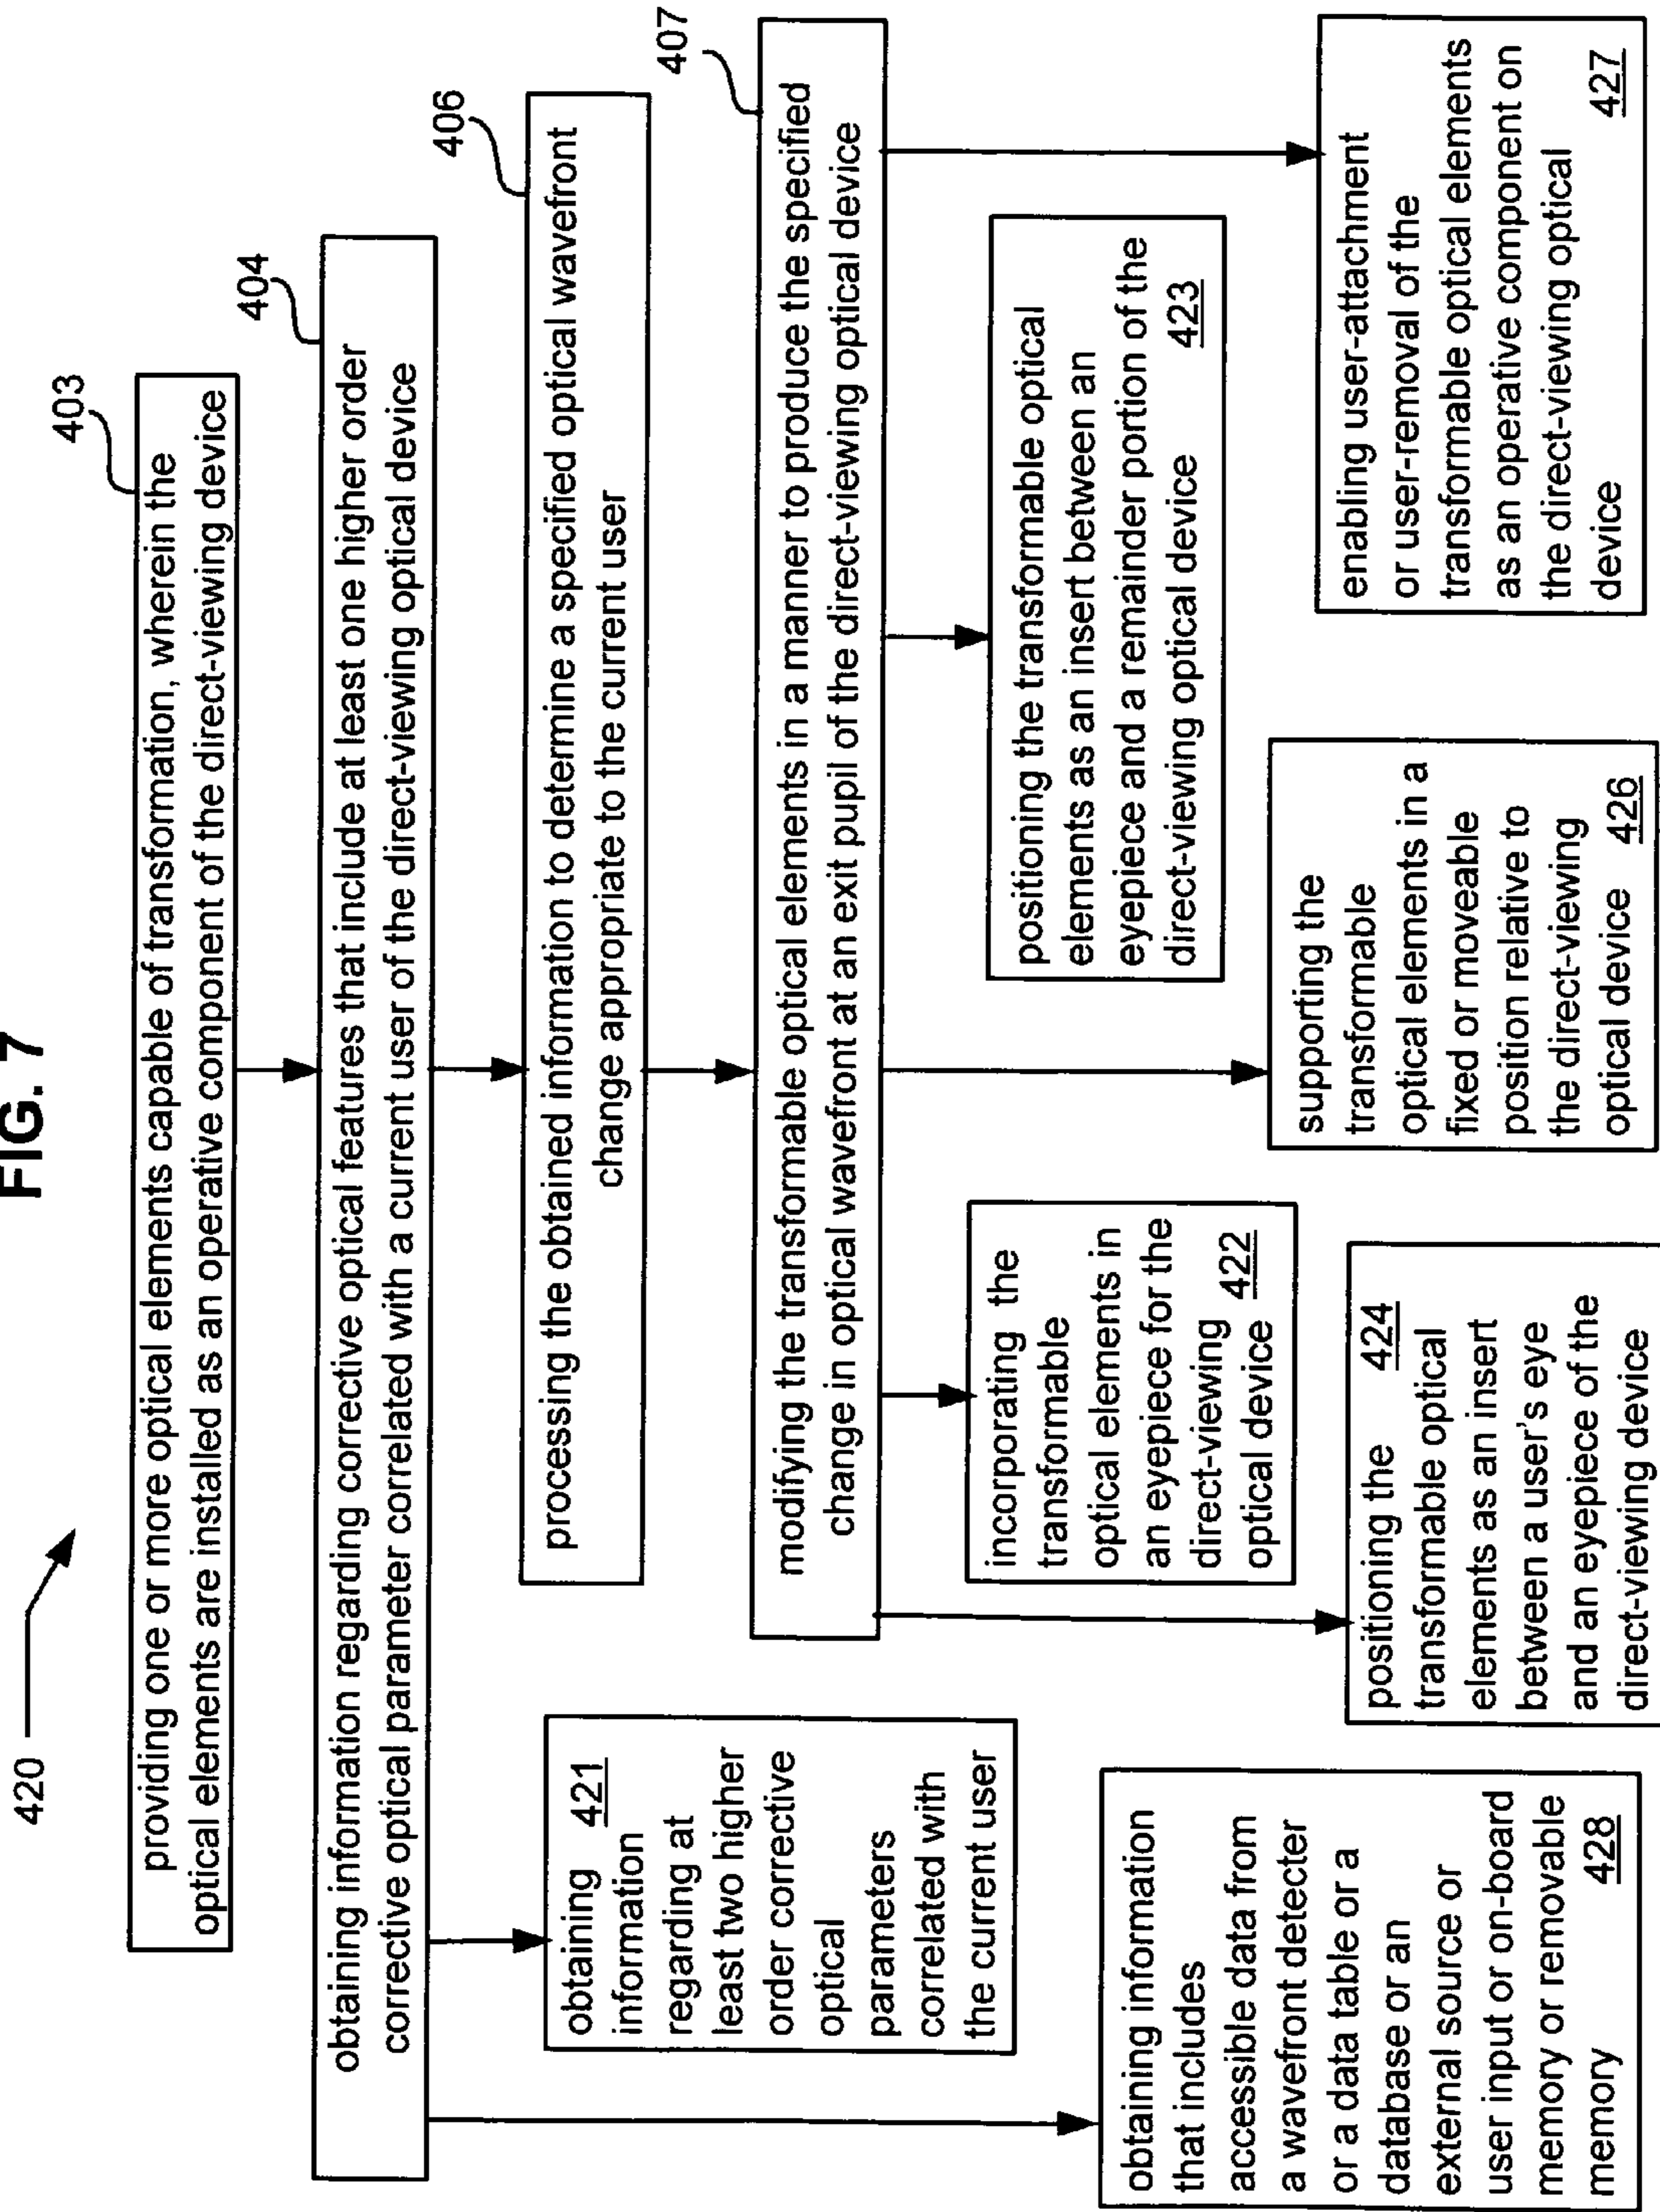 FIG. 7
420
403
providing one or more optical elements capable of transformation, wherein the
optical elements are installed as an operative component of the direct-viewing device
404
obtaining information regarding corrective optical features that include at least one higher order
corrective optical parameter correlated with a current user of the direct-viewing optical device
406
processing the obtained information to determine a specified optical wavefront
change appropriate to the current user
407
modifying the transformable optical elements in a manner to produce the specified
change in optical wavefront at an exit pupil of the direct-viewing optical device
obtaining 421
information
regarding at
least two higher
order corrective
optical
parameters
correlated with
the current user
obtaining information
that includes
accessible data from
a wavefront detecter
or a data table or a
database or an
external source or
user input or on-board
memory or removable
memory 428
positioning the 424
transformable optical
elements as an insert
between a user's eye
and an eyepiece of the
direct-viewing device
incorporating the
transformable
optical elements in
an eyepiece for the
direct-viewing 422
optical device
supporting the
transformable
optical elements in a
fixed or moveable
position relative to
the direct-viewing
optical device 426
positioning the transformable optical
elements as an insert between an
eyepiece and a remainder portion of the
direct-viewing optical device 423
enabling user-attachment
or user-removal of the
transformable optical elements
as an operative component on
the direct-viewing optical
device 427